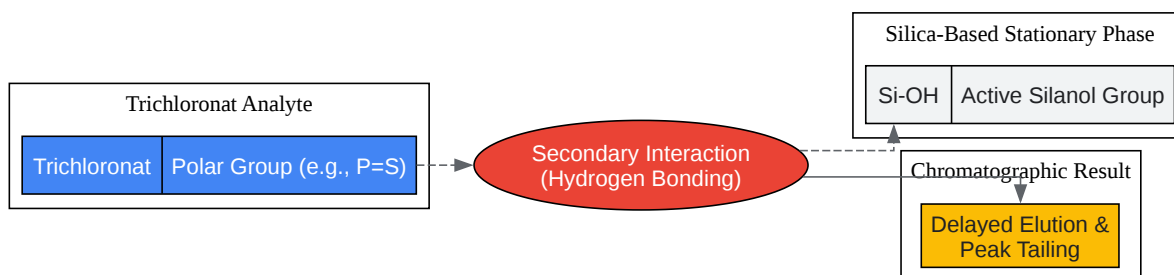 Trichloronat Analyte
Trichloronat
Polar Group (e.g., P=S)
Secondary Interaction
(Hydrogen Bonding)
Silica-Based Stationary Phase
Si-OH
Active Silanol Group
Chromatographic Result
Delayed Elution &
Peak Tailing